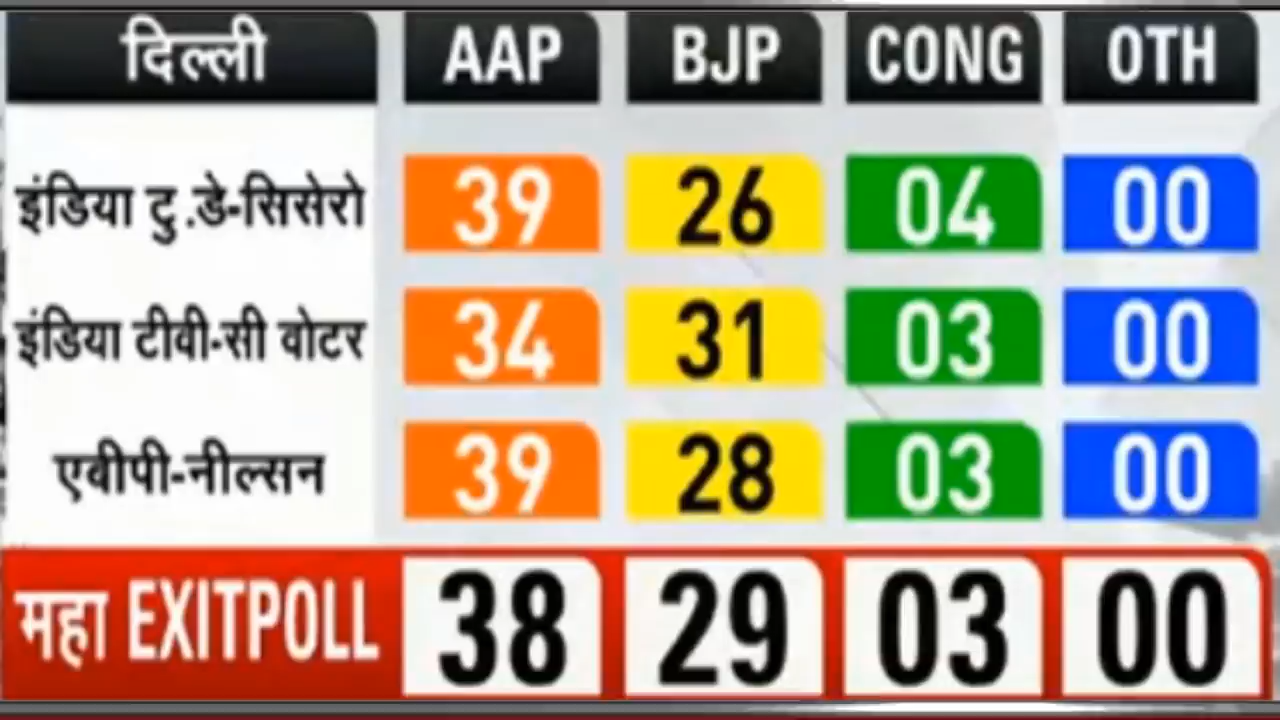 दिल्ली AAP BJP CONG OTH
इंडिया टु .डे-सिसेरो 39 26 04 00
इंडिया टीवी-सी वोटर 34 31 03 00
एबीपी-नील्सन 39 28 03 00
महा EXITPOLL 38 29 03 00